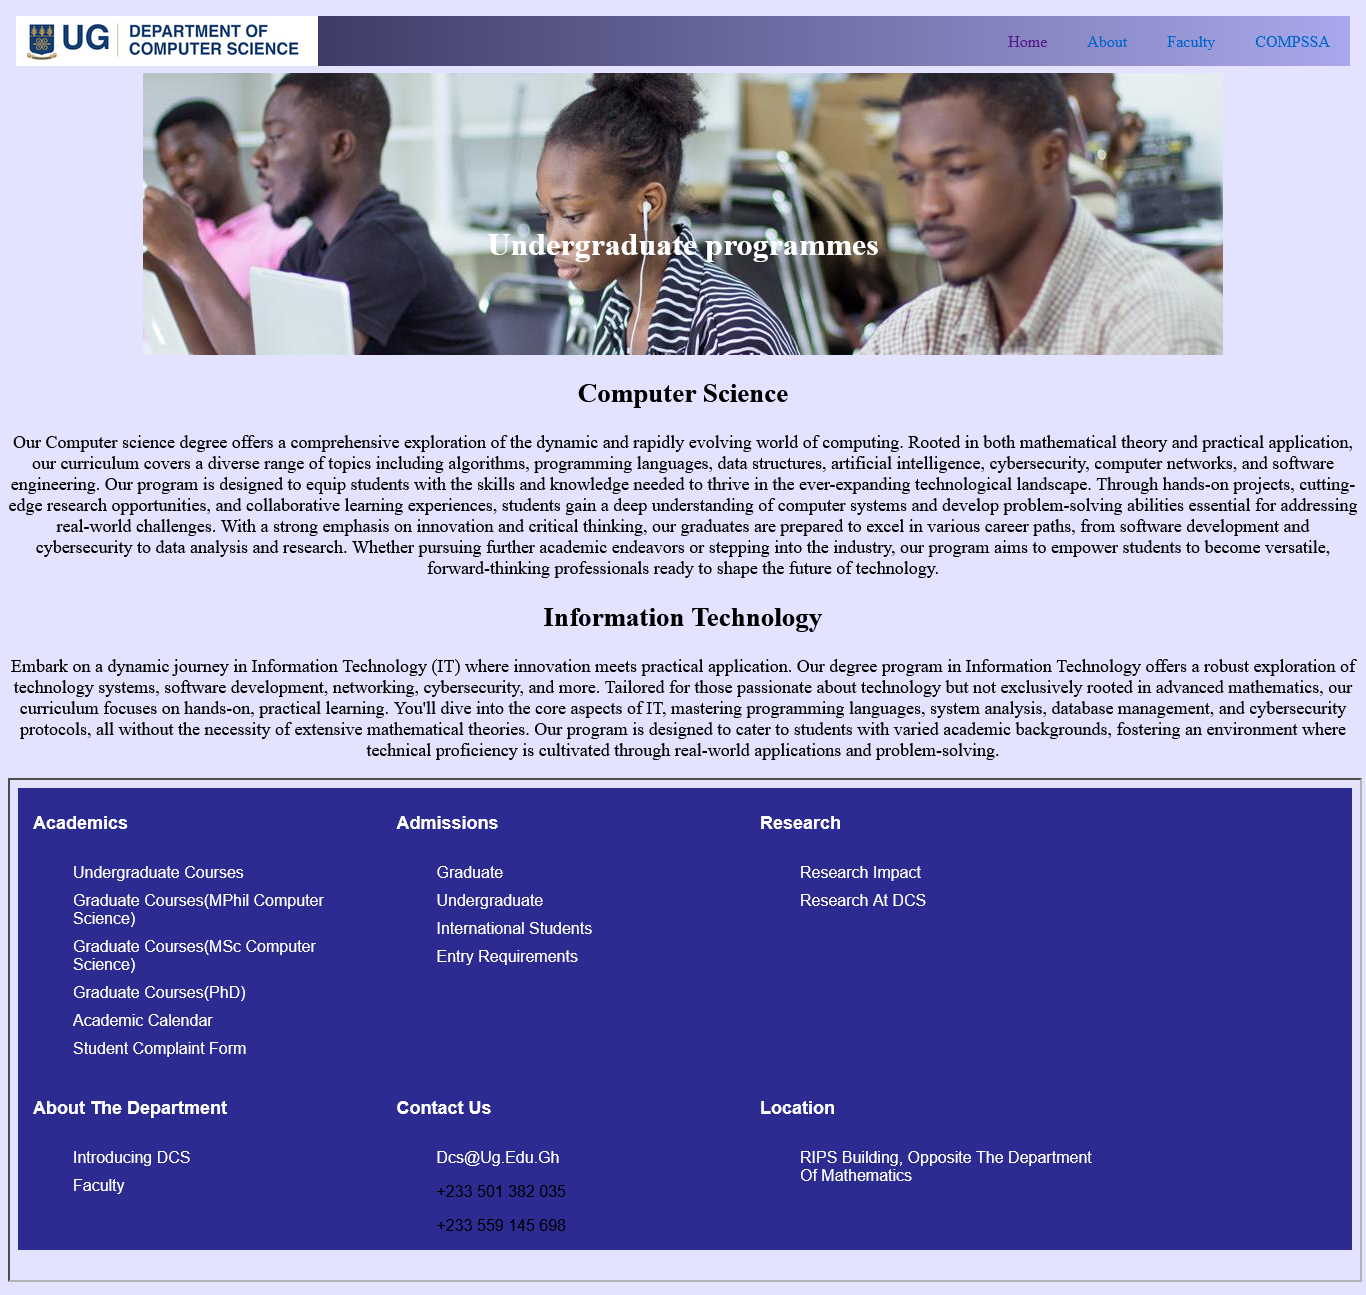 UG DEPARTMENT OF
COMPUTER SCIENCE
Home About Faculty COMPSSA
Undergraduate programmes
Computer Science
Our Computer science degree offers a comprehensive exploration of the dynamic and rapidly evolving world of computing. Rooted in both mathematical theory and practical application,
our curriculum covers a diverse range of topics including algorithms, programming languages, data structures, artificial intelligence, cybersecurity, computer networks, and software
engineering. Our program is designed to equip students with the skills and knowledge needed to thrive in the ever-expanding technological landscape. Through hands-on projects, cutting-
edge research opportunities, and collaborative learning experiences, students gain a deep understanding of computer systems and develop problem-solving abilities essential for addressing
real-world challenges. With a strong emphasis on innovation and critical thinking, our graduates are prepared to excel in various career paths, from software development and
cybersecurity to data analysis and research. Whether pursuing further academic endeavors or stepping into the industry, our program aims to empower students to become versatile,
forward-thinking professionals ready to shape the future of technology.
Information Technology
Embark on a dynamic journey in Information Technology (IT) where innovation meets practical application. Our degree program in Information Technology offers a robust exploration of
technology systems, software development, networking, cybersecurity, and more. Tailored for those passionate about technology but not exclusively rooted in advanced mathematics, our
curriculum focuses on hands-on, practical learning. You'll dive into the core aspects of IT, mastering programming languages, system analysis, database management, and cybersecurity
protocols, all without the necessity of extensive mathematical theories. Our program is designed to cater to students with varied academic backgrounds, fostering an environment where
technical proficiency is cultivated through real-world applications and problem-solving.
Academics
Undergraduate Courses
Graduate Courses(MPhil Computer
Science)
Graduate Courses(MSc Computer
Science)
Graduate Courses(PhD)
Academic Calendar
Student Complaint Form
Admissions
Graduate
Undergraduate
International Students
Entry Requirements
Research
Research Impact
Research At DCS
About The Department
Introducing DCS
Faculty
Contact Us
Dcs@Ug.Edu.Gh
+233 501 382 035
+233 559 145 698
Location
RIPS Building, Opposite The Department
Of Mathematics